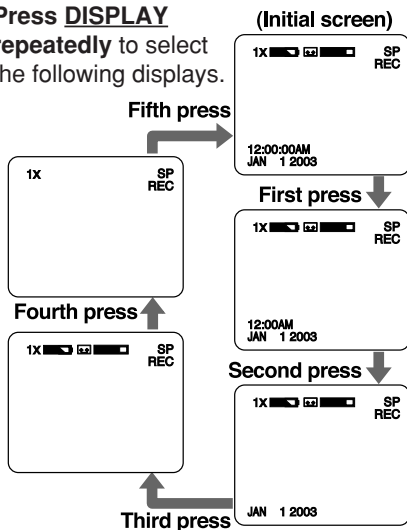 Press DISPLAY
repeatedly to select
the following displays.
(Initial screen)
1X SP
REC
12:00:00AM
JAN 1 2003
First press
1X SP
REC
12:00AM
JAN 1 2003
Second press
1X SP
REC
JAN 1 2003
Third press
1X SP
REC
Fourth press
1X SP
REC
Fifth press